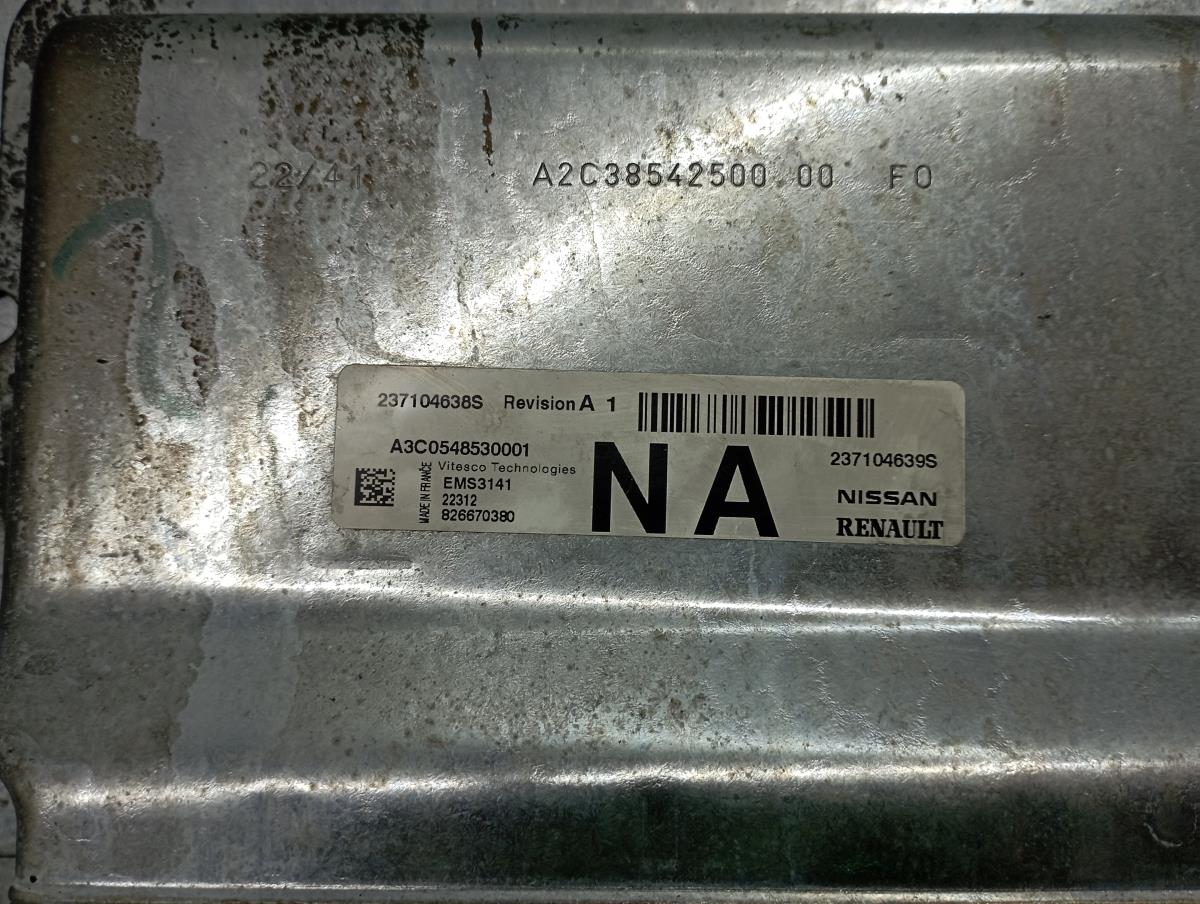 22/41 A2C38542500 00 F0
237104638S Revision A 1
A3C0548530001
237104639S
MADE IN FRANCE
Vitesco Technologies
EMS3141
22312
826670380
NA
NISSAN
RENAULT